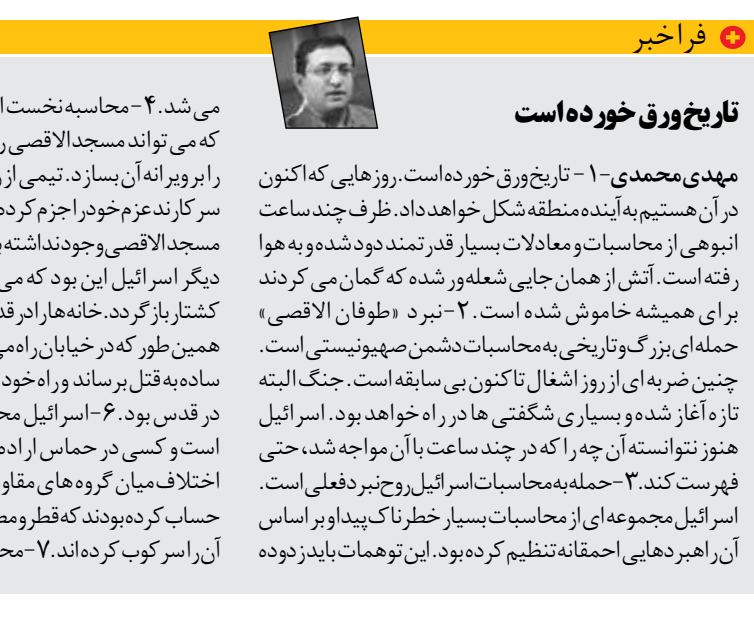 فراخبر
تاریخ ورق خورده است
مهدی محمدی-۱- تاریخ ورق خورده است. روزهایی که اکنون
در آن هستیم به آینده منطقه شکل خواهد داد. ظرف چند ساعت
انبوهی از محاسبات و معادلات بسیار قدرتمند دود شده و به هوا
رفته است. آتش از همان جایی شعله‌ور شده که گمان می کردند
برای همیشه خاموش شده است. ۲-نبرد «طوفان الاقصی»
حمله‌ای بزرگ و تاریخی به محاسبات دشمن صهیونیستی است.
چنین ضربه ای از روز اشغال تاکنون بی سابقه است. جنگ البته
تازه آغاز شده و بسیاری شگفتی ها در راه خواهد بود. اسرائیل
هنوز نتوانسته آن چه را که در چند ساعت با آن مواجه شد، حتی
فهرست کند. ۳-حمله به محاسبات اسرائیل روح نبرد فعلی است.
اسرائیل مجموعه ای از محاسبات بسیار خطرناک پیدا و بر اساس
آن راهبردهایی احمقانه تنظیم کرده بود. این توهمات باید زدوده
می شد. ۴-محاسبه نخست ا
که می تواند مسجدالاقصی ر
را بر ویرانه آن بسازد. تیمی از
سر کارند عزم خود را جزم کرده
مسجدالاقصی وجود نداشته ب
دیگر اسرائیل این بود که می
کشتار بازگردد. خانه‌ها را در قد
همین طور که در خیابان راه می
ساده به قتل برساند و راه خود
در قدس بود. ۶-اسرائیل مح
است و کسی در حماس اراده
اختلاف میان گروه های مقاو
حساب کرده بودند که قطر و مص
آن را سرکوب کرده‌اند. ۷-مح